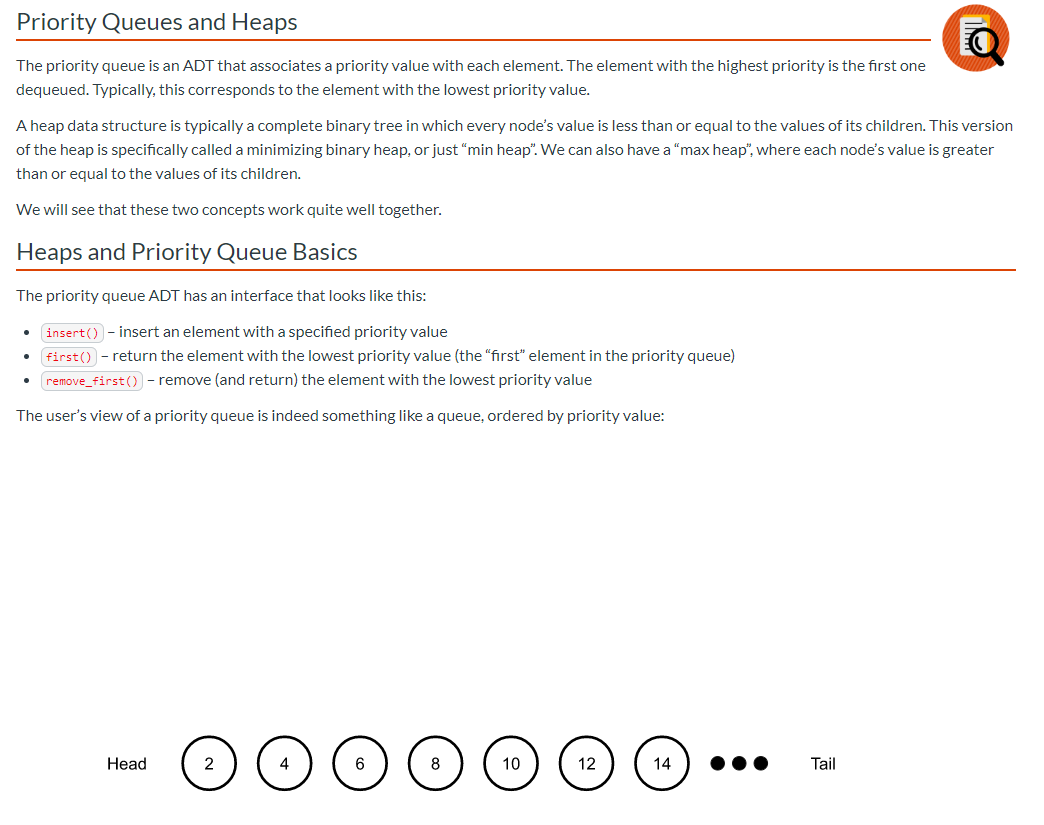 Priority Queues and Heaps
The priority queue is an ADT that associates a priority value with each element. The element with the highest priority is the first one
dequeued. Typically, this corresponds to the element with the lowest priority value.
A heap data structure is typically a complete binary tree in which every node’s value is less than or equal to the values of its children. This version
of the heap is specifically called a minimizing binary heap, or just “min heap”. We can also have a “max heap”, where each node’s value is greater
than or equal to the values of its children.
We will see that these two concepts work quite well together.
Heaps and Priority Queue Basics
The priority queue ADT has an interface that looks like this:
• insert() – insert an element with a specified priority value
• first() – return the element with the lowest priority value (the “first” element in the priority queue)
• remove_first() – remove (and return) the element with the lowest priority value
The user’s view of a priority queue is indeed something like a queue, ordered by priority value:
Head 2 4 6 8 10 12 14 Tail